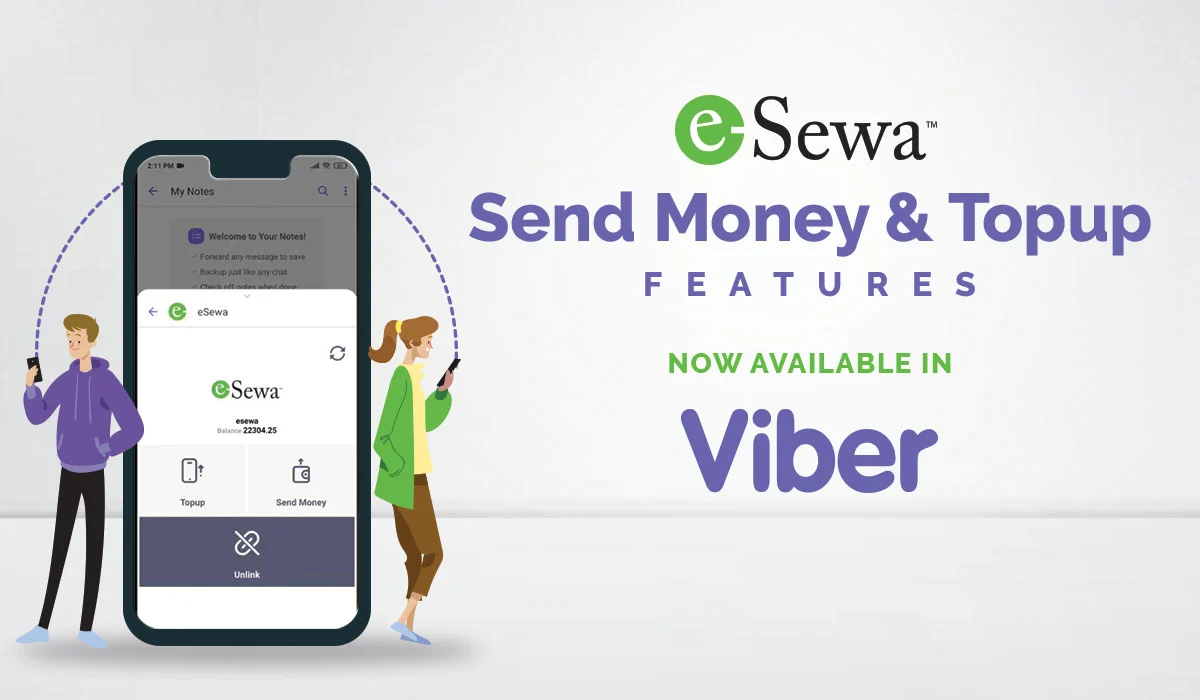 2:11 PM
My Notes
Welcome to Your Notes!
✓ Forward any message to save
✓ Backup just like any chat
✓ Check off notes when done
e eSewa
eSewa
esewa
Balance 22304.25
Topup
Send Money
Unlink
eSewa™
Send Money & Topup
FEATURES
NOW AVAILABLE IN
Viber